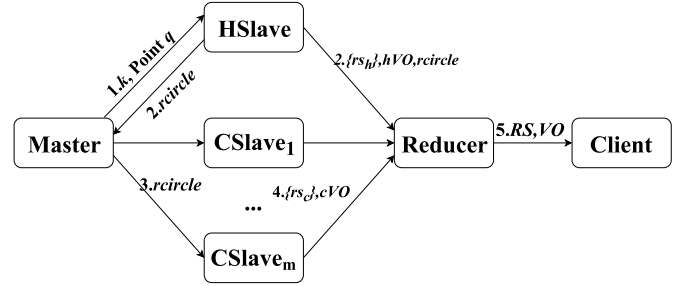 HSlave
1.k, Point q
2.rcircle
2.{rsh},hVO,rcircle
Master
CSlave1
Reducer
5.RS,VO
Client
3.rcircle
4.{rsc},cVO
...
CSlavem